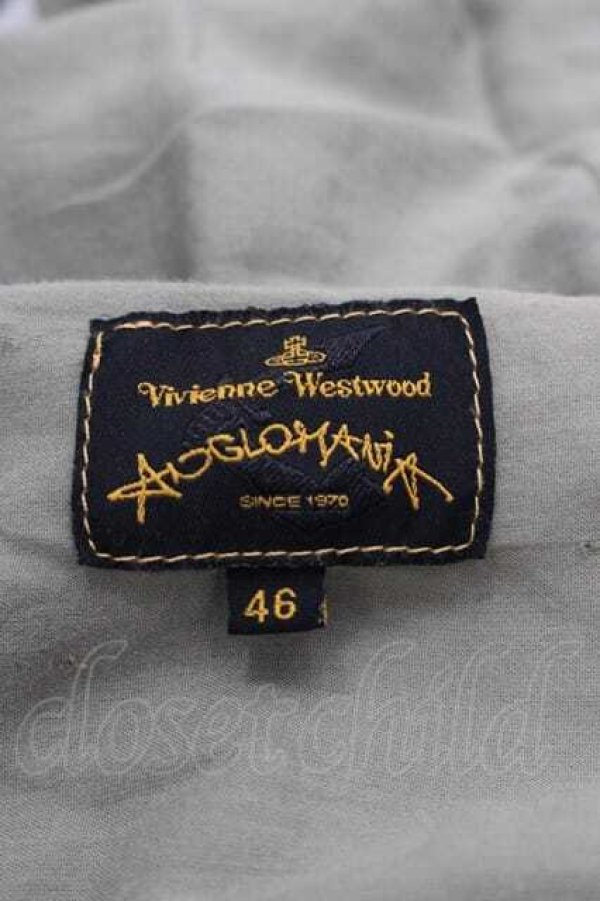 Vivienne Westwood
ANGLOMANIA
SINCE 1970
46
closetchild